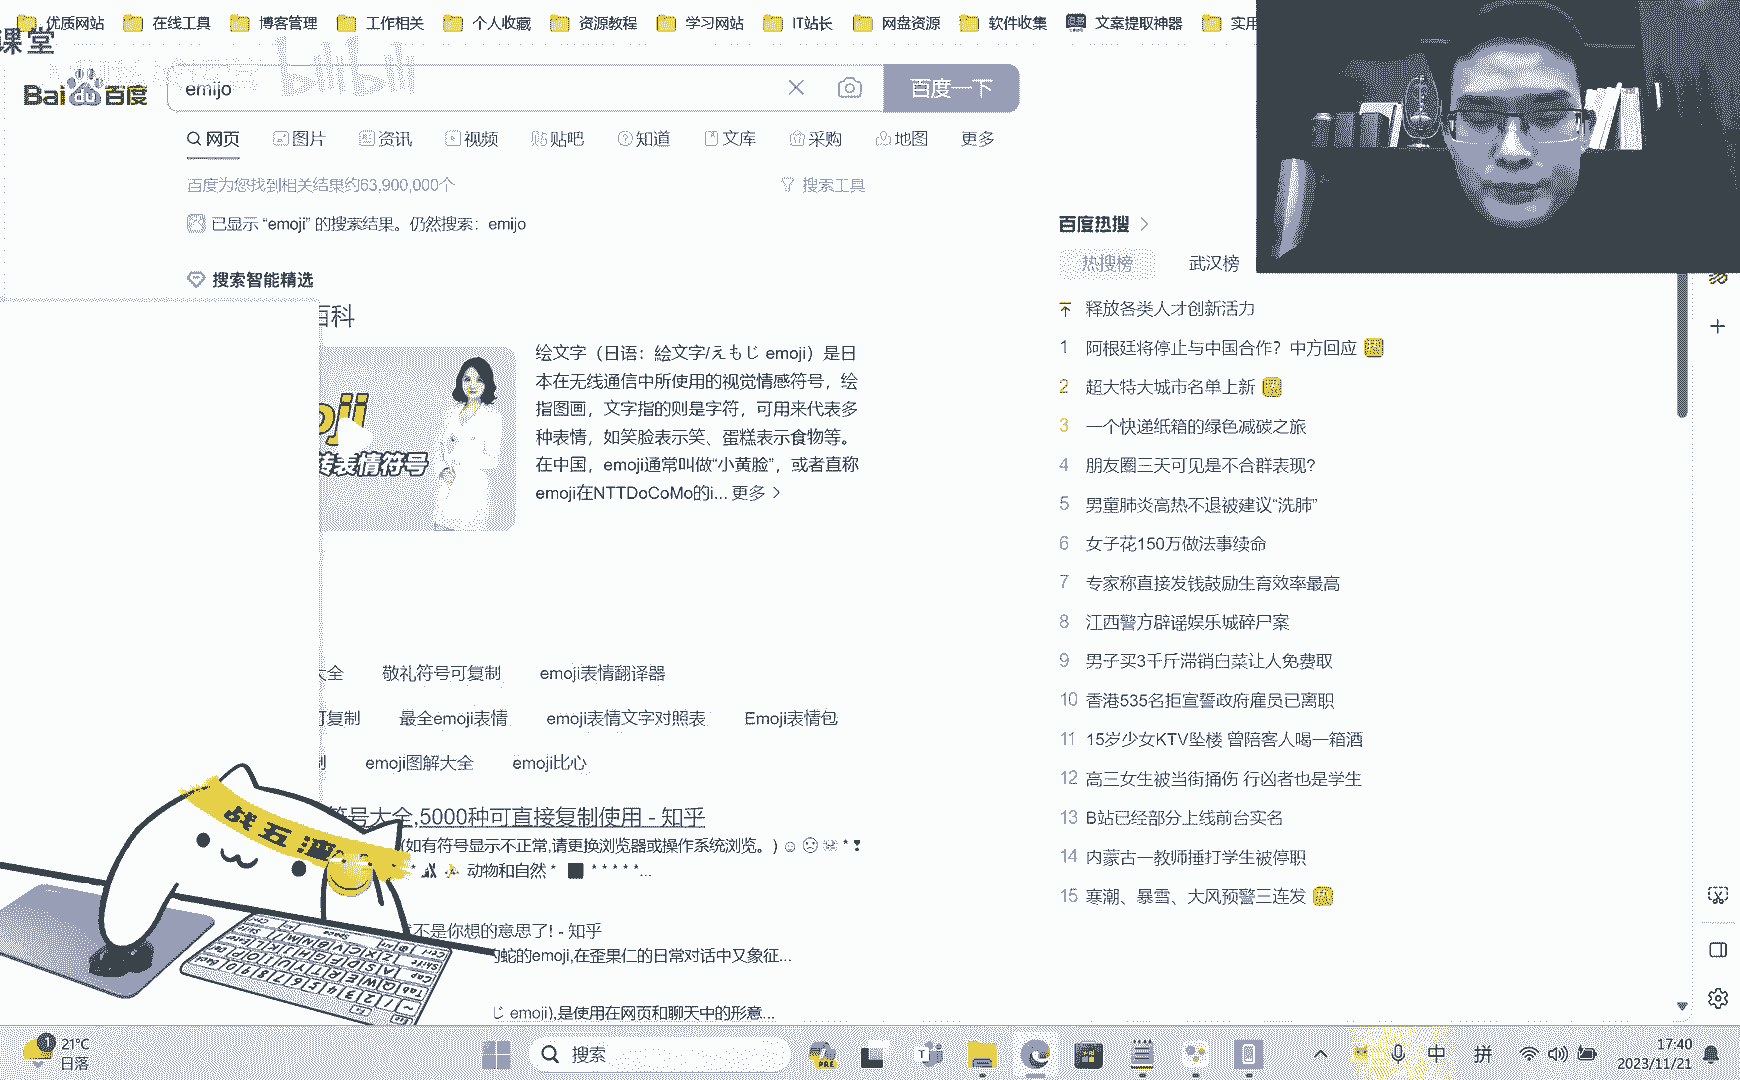 优质网站 在线工具 博客管理 工作相关 个人收藏 资源教程 学习网站 IT站长 网盘资源 软件收集 文案提取神器 实用
课堂
bilibili
Bai du 百度 emijo 百度一下
网页 图片 资讯 视频 贴吧 知道 文库 采购 地图 更多
百度为您找到相关结果约63,900,000个 搜索工具
已显示 “emoji” 的搜索结果。仍然搜索：emijo
搜索智能精选
百科
绘文字（日语：绘文字/えもじ emoji）是日
本在无线通信中所使用的视觉情感符号，绘
指图画，文字指的则是字符，可用来代表多
种表情，如笑脸表示笑、蛋糕表示食物等。
在中国，emoji通常叫做“小黄脸”，或者直称
emoji在NTTDoCoMo的i... 更多 >
oji
表情符号
大全 敬礼符号可复制 emoji表情翻译器
可复制 最全emoji表情 emoji表情文字对照表 Emoji表情包
制 emoji图解大全 emoji比心
符号大全,5000种可直接复制使用 - 知乎
(如有符号显示不正常,请更换浏览器或操作系统浏览。)
动物和自然
不是你想的意思了! - 知乎
的蛇的emoji,在歪果仁的日常对话中又象征...
じ emoji),是使用在网页和聊天中的形意...
百度热搜 >
热搜榜 武汉榜
释放各类人才创新活力
1 阿根廷将停止与中国合作？中方回应 热
2 超大特大城市名单上新 热
3 一个快递纸箱的绿色减碳之旅
4 朋友圈三天可见是不合群表现?
5 男童肺炎高热不退被建议“洗肺”
6 女子花150万做法事续命
7 专家称直接发钱鼓励生育效率最高
8 江西警方辟谣娱乐城碎尸案
9 男子买3千斤滞销白菜让人免费取
10 香港535名拒宣誓政府雇员已离职
11 15岁少女KTV坠楼 曾陪客人喝一箱酒
12 高三女生被当街捅伤 行凶者也是学生
13 B站已经部分上线前台实名
14 内蒙古一教师捶打学生被停职
15 寒潮、暴雪、大风预警三连发 热
战五渣
1 21°C
日落
搜索
PRE
中 拼
17:40
2023/11/21